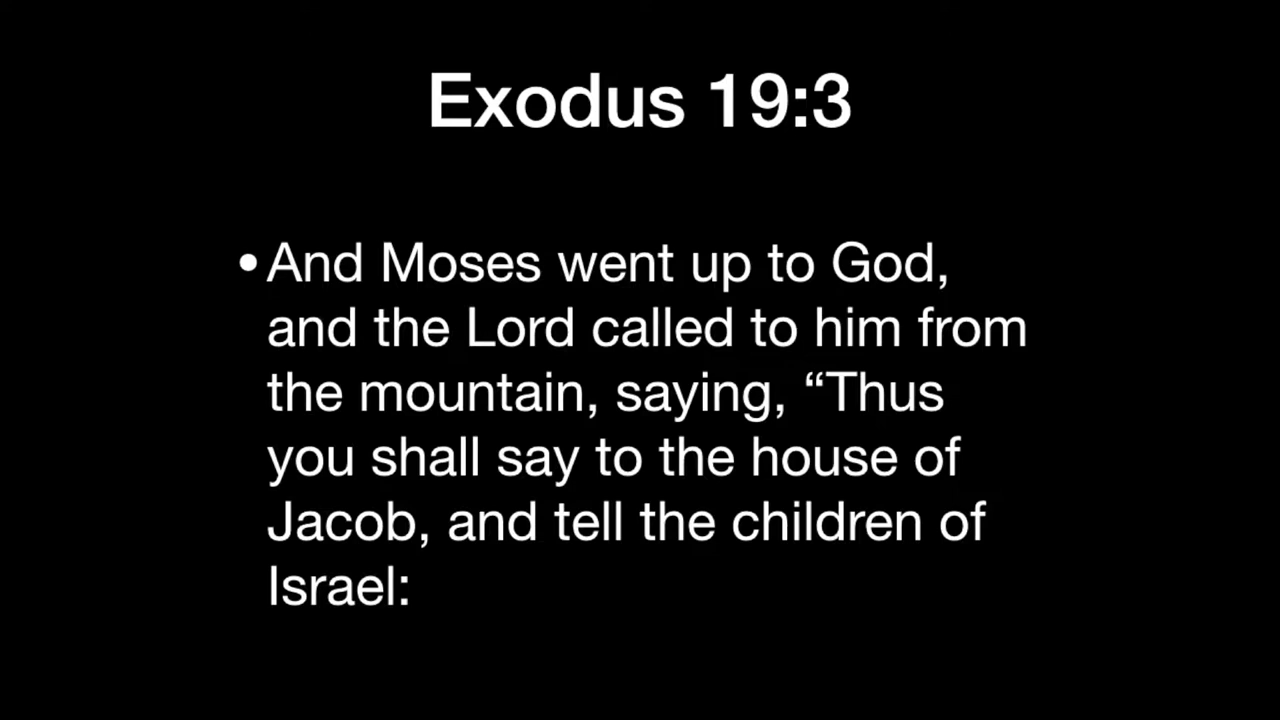 Exodus 19:3
•And Moses went up to God,
and the Lord called to him from
the mountain, saying, “Thus
you shall say to the house of
Jacob, and tell the children of
Israel: